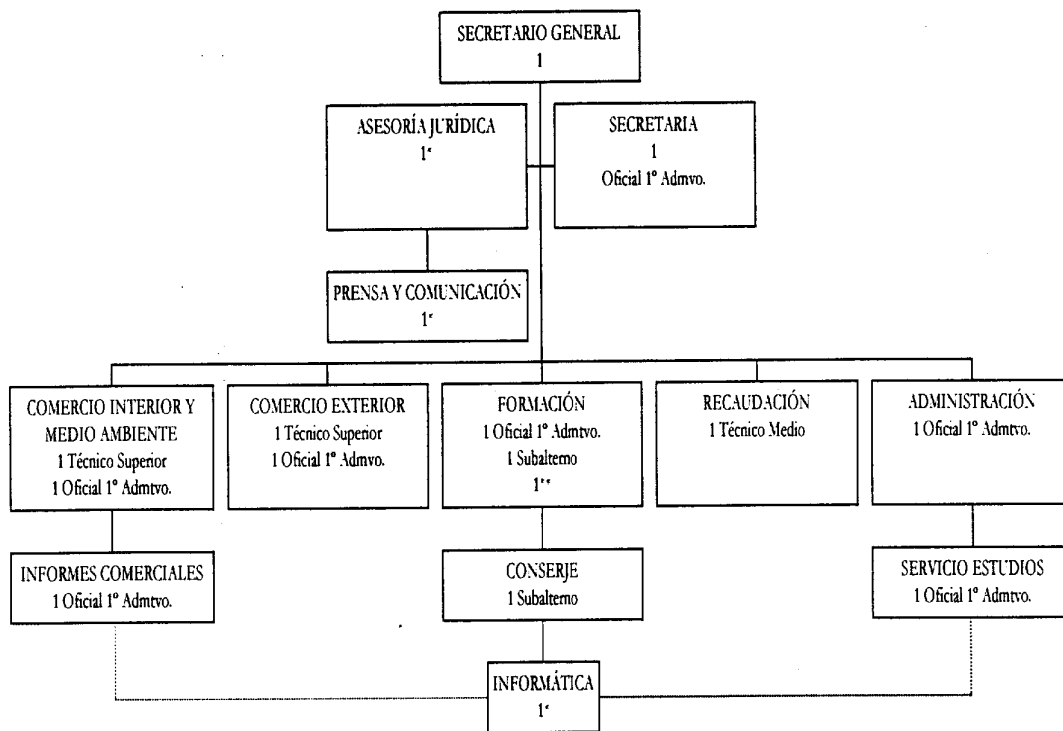 SECRETARIO GENERAL
1
ASESORÍA JURÍDICA
1*
SECRETARIA
1
Oficial 1º Admvo.
PRENSA Y COMUNICACIÓN
1*
COMERCIO INTERIOR Y
MEDIO AMBIENTE
1 Técnico Superior
1 Oficial 1º Admtvo.
COMERCIO EXTERIOR
1 Técnico Superior
1 Oficial 1º Admvo.
FORMACIÓN
1 Oficial 1º Admtvo.
1 Subalterno
1**
RECAUDACIÓN
1 Técnico Medio
ADMINISTRACIÓN
1 Oficial 1º Admtvo.
INFORMES COMERCIALES
1 Oficial 1º Admtvo.
CONSERJE
1 Subalterno
SERVICIO ESTUDIOS
1 Oficial 1º Admtvo.
INFORMÁTICA
1*